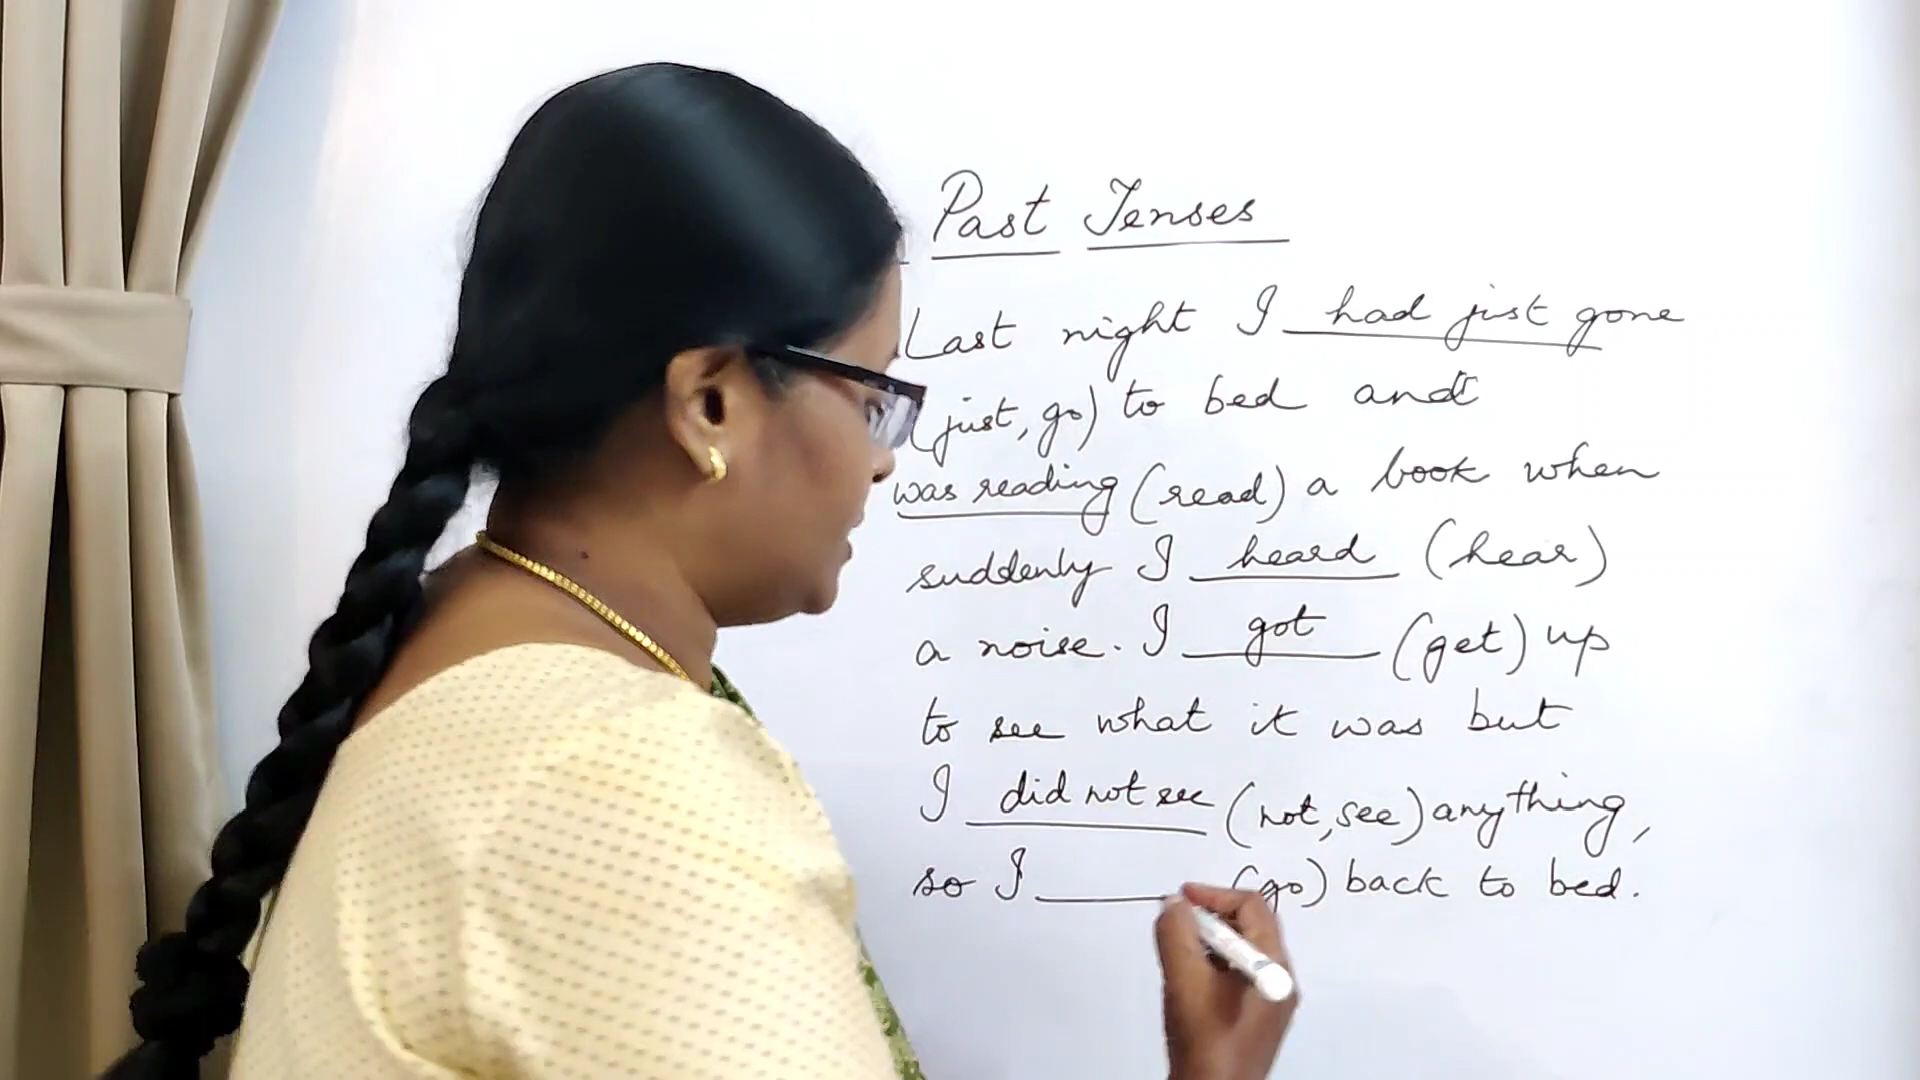 Past Tenses
Last night I had just gone
(just, go) to bed and
was reading (read) a book when
suddenly I heard (hear)
a noise. I got (get) up
to see what it was but
I did not see (not, see) anything,
so I ____ (go) back to bed.